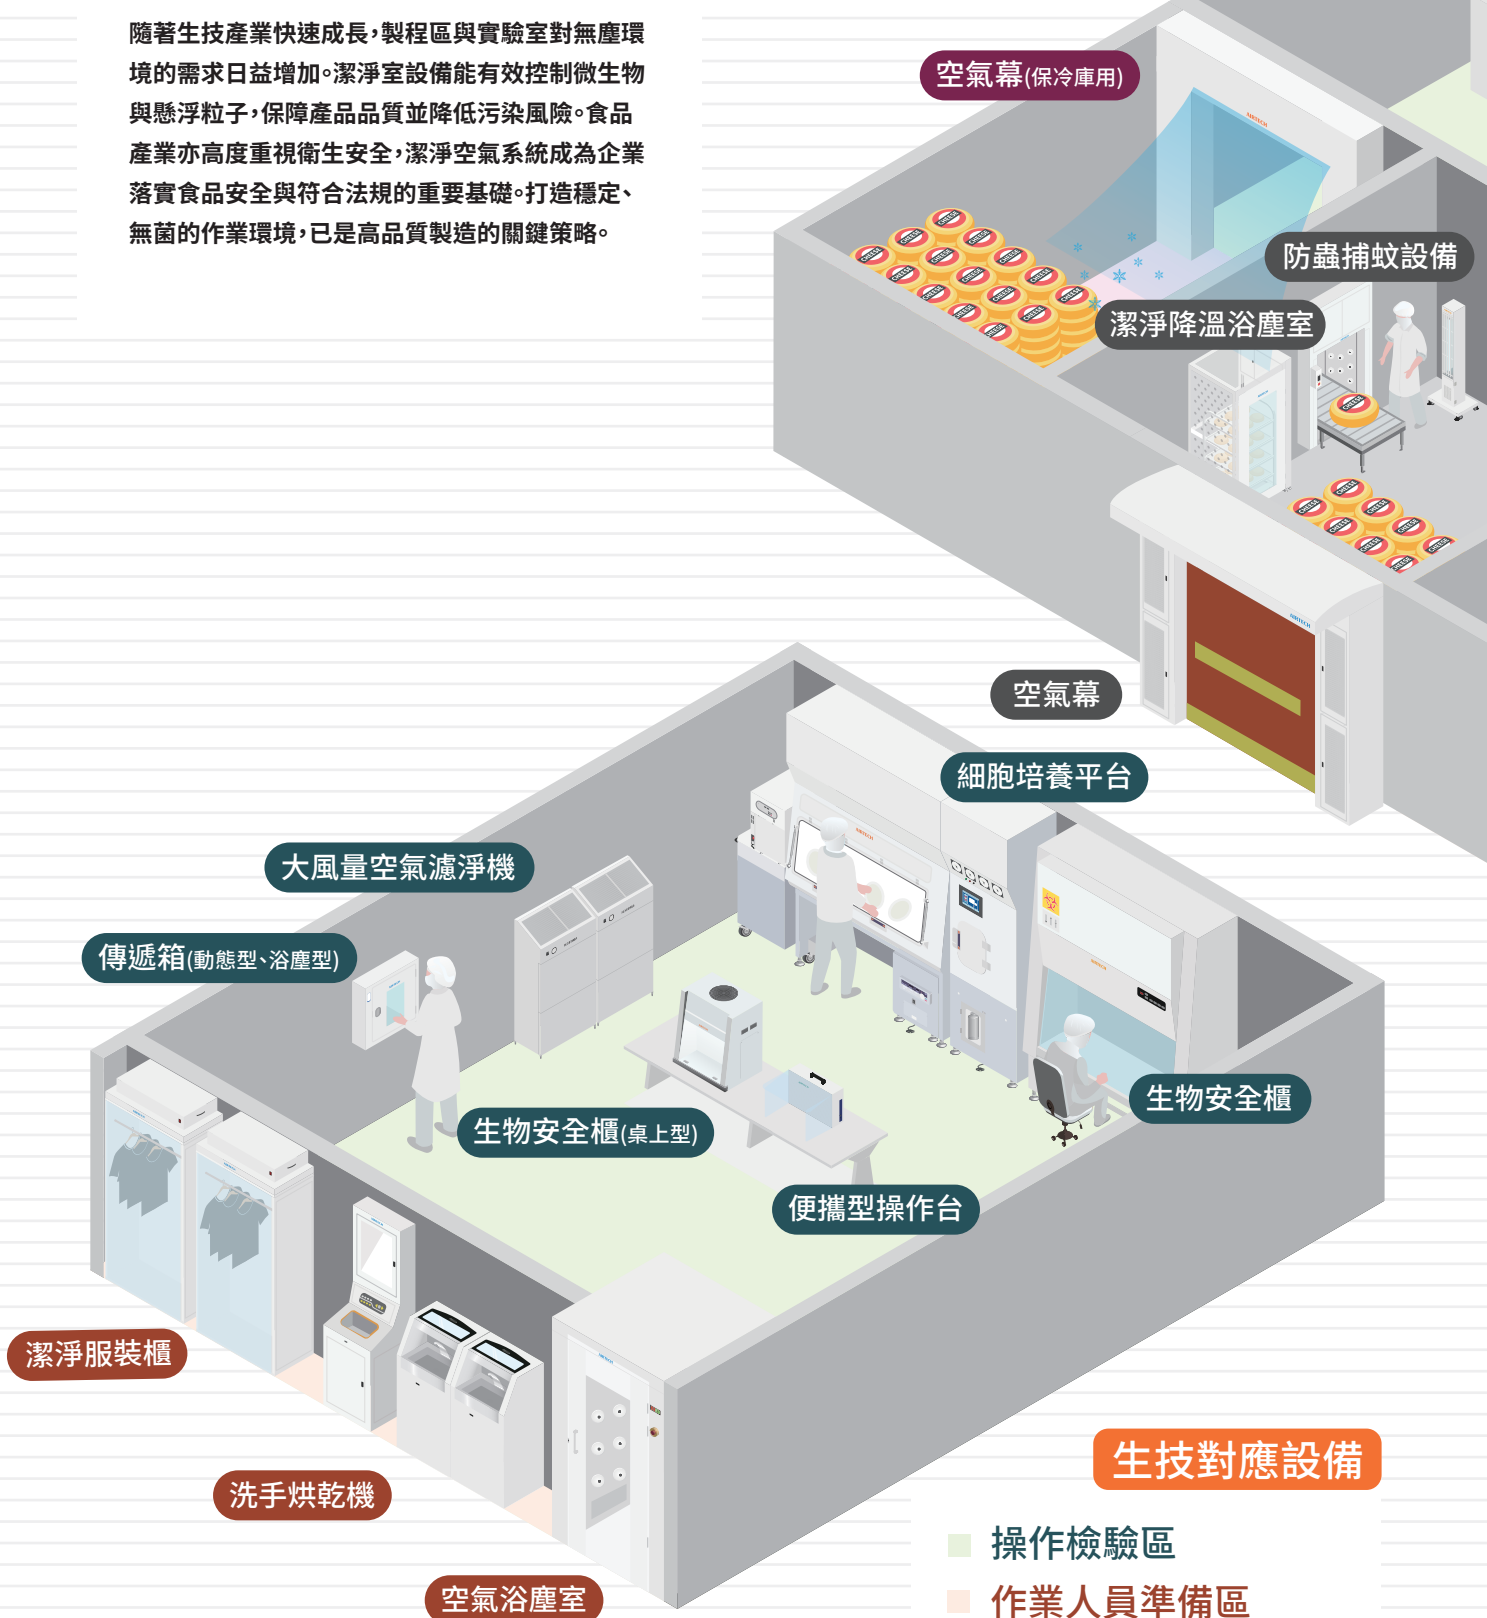 隨著生技產業快速成長，製程區與實驗室對無塵環
境的需求日益增加。潔淨室設備能有效控制微生物
與懸浮粒子，保障產品品質並降低污染風險。食品
產業亦高度重視衛生安全，潔淨空氣系統成為企業
落實食品安全與符合法規的重要基礎。打造穩定、
無菌的作業環境，已是高品質製造的關鍵策略。
空氣幕(保冷庫用)
AIRTECH
防蟲捕蚊設備
潔淨降溫浴塵室
CHEESE
AIRTECH
空氣幕
細胞培養平台
AIRTECH
大風量空氣濾淨機
傳遞箱(動態型、浴塵型)
生物安全櫃
生物安全櫃(桌上型)
便攜型操作台
潔淨服裝櫃
洗手烘乾機
空氣浴塵室
生技對應設備
操作檢驗區
作業人員準備區